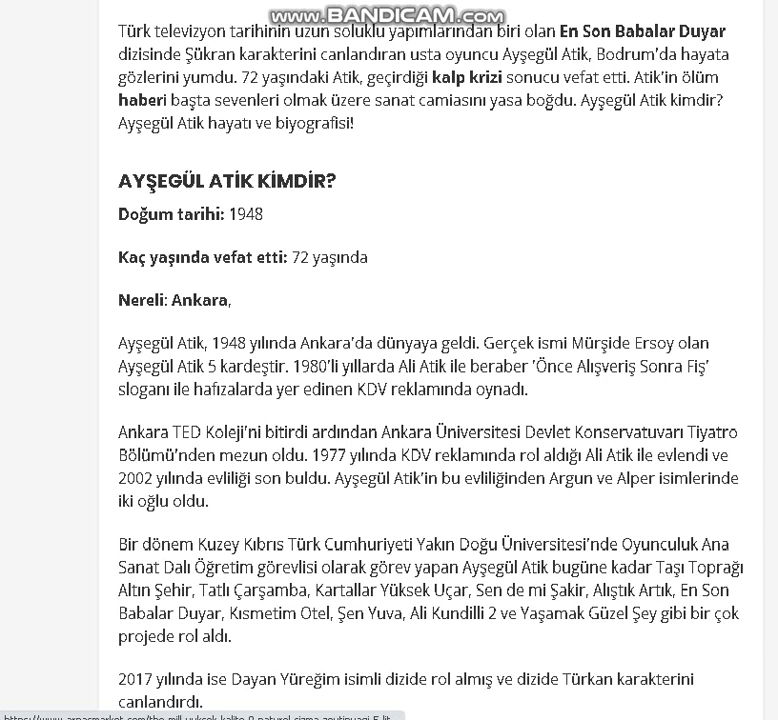 www.BANDICAM.com
Türk televizyon tarihinin uzun soluklu yapımlarından biri olan En Son Babalar Duyar
dizisinde Şükran karakterini canlandıran usta oyuncu Ayşegül Atik, Bodrum’da hayata
gözlerini yumdu. 72 yaşındaki Atik, geçirdiği kalp krizi sonucu vefat etti. Atik’in ölüm
haberi başta sevenleri olmak üzere sanat camiasını yasa boğdu. Ayşegül Atik kimdir?
Ayşegül Atik hayatı ve biyografisi!
AYŞEGÜL ATİK KİMDİR?
Doğum tarihi: 1948
Kaç yaşında vefat etti: 72 yaşında
Nereli: Ankara,
Ayşegül Atik, 1948 yılında Ankara’da dünyaya geldi. Gerçek ismi Mürşide Ersoy olan
Ayşegül Atik 5 kardeştir. 1980’li yıllarda Ali Atik ile beraber ’Önce Alışveriş Sonra Fiş’
sloganı ile hafızalarda yer edinen KDV reklamında oynadı.
Ankara TED Koleji’ni bitirdi ardından Ankara Üniversitesi Devlet Konservatuvarı Tiyatro
Bölümü’nden mezun oldu. 1977 yılında KDV reklamında rol aldığı Ali Atik ile evlendi ve
2002 yılında evliliği son buldu. Ayşegül Atik’in bu evliliğinden Argun ve Alper isimlerinde
iki oğlu oldu.
Bir dönem Kuzey Kıbrıs Türk Cumhuriyeti Yakın Doğu Üniversitesi’nde Oyunculuk Ana
Sanat Dalı Öğretim görevlisi olarak görev yapan Ayşegül Atik bugüne kadar Taşı Toprağı
Altın Şehir, Tatlı Çarşamba, Kartallar Yüksek Uçar, Sen de mi Şakir, Alıştık Artık, En Son
Babalar Duyar, Kısmetim Otel, Şen Yuva, Ali Kundilli 2 ve Yaşamak Güzel Şey gibi bir çok
projede rol aldı.
2017 yılında ise Dayan Yüreğim isimli dizide rol almış ve dizide Türkan karakterini
canlandırdı.